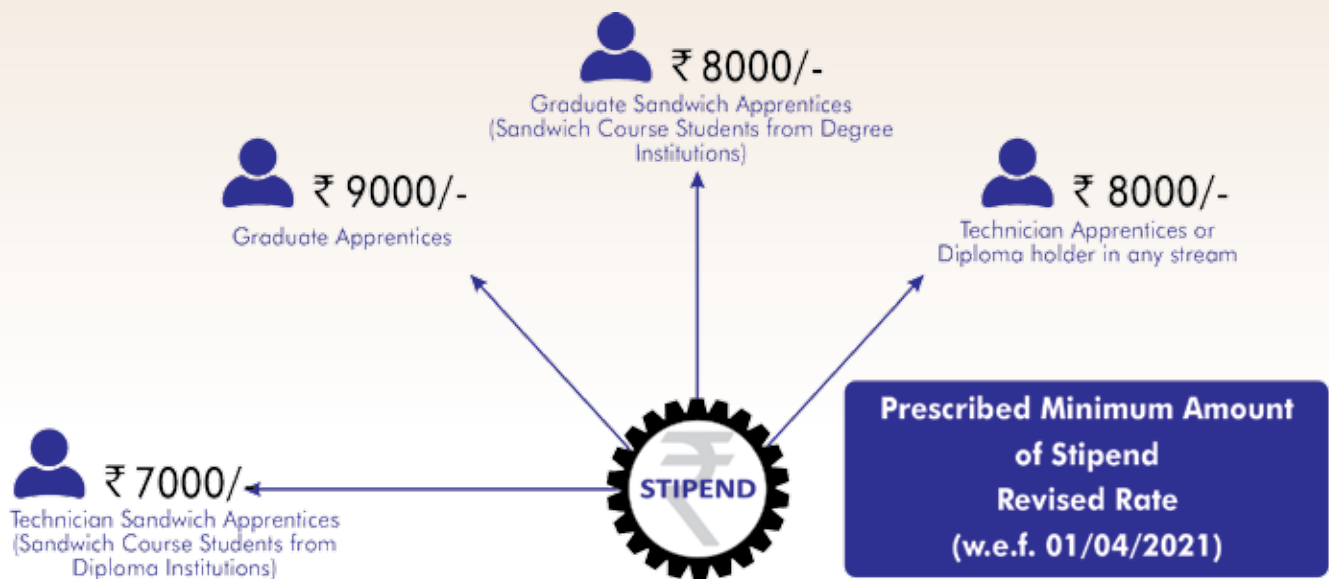 ₹ 8000/-
Graduate Sandwich Apprentices
(Sandwich Course Students from Degree
Institutions)
₹ 9000/-
Graduate Apprentices
₹ 8000/-
Technician Apprentices or
Diploma holder in any stream
₹ 7000/-
Technician Sandwich Apprentices
(Sandwich Course Students from
Diploma Institutions)
₹
STIPEND
Prescribed Minimum Amount
of Stipend
Revised Rate
(w.e.f. 01/04/2021)